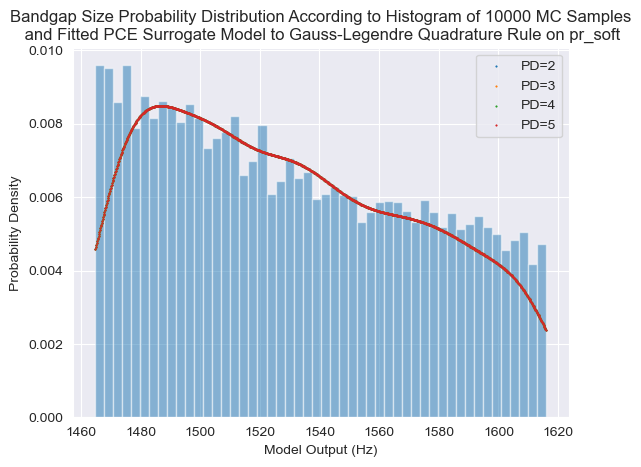 Bandgap Size Probability Distribution According to Histogram of 10000 MC Samples
and Fitted PCE Surrogate Model to Gauss-Legendre Quadrature Rule on pr_soft
0.010
0.008
0.006
0.004
0.002
0.000
Probability Density
PD=2
PD=3
PD=4
PD=5
1460 1480 1500 1520 1540 1560 1580 1600 1620
Model Output (Hz)